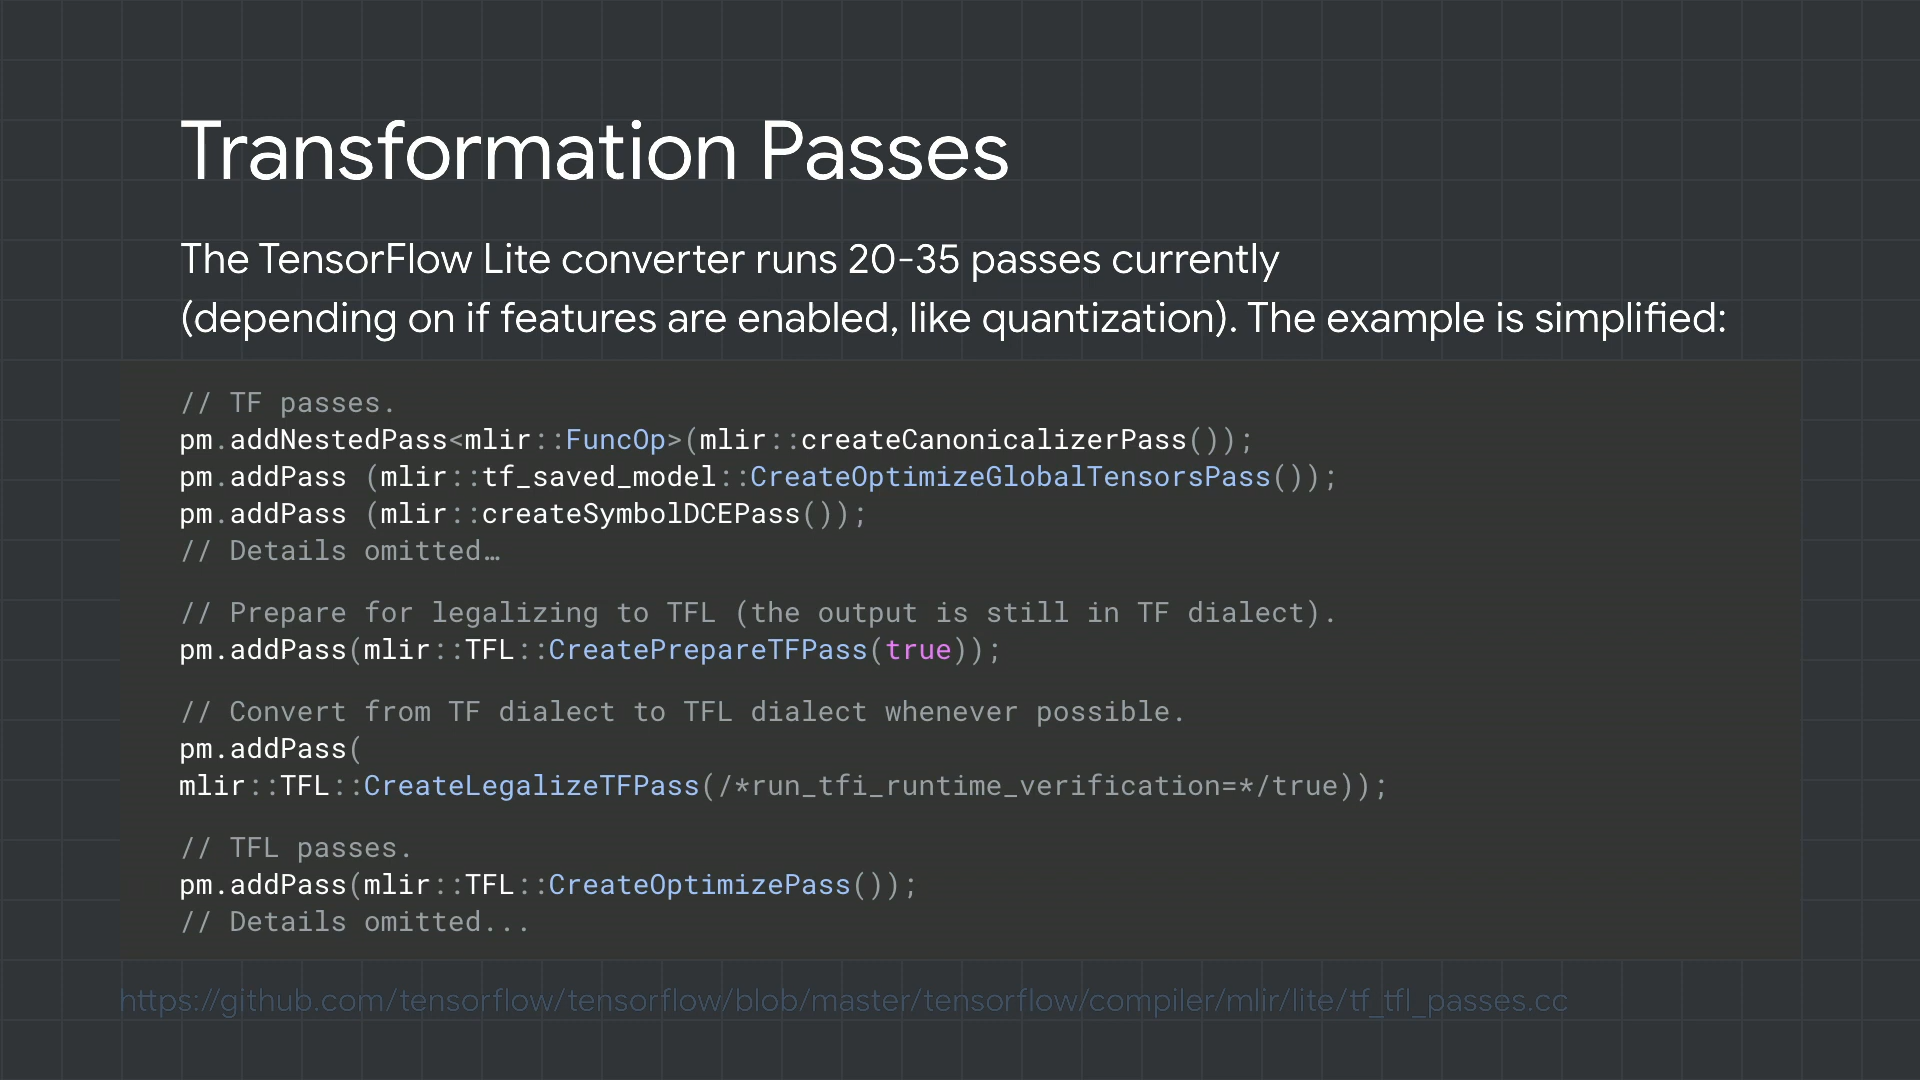 Transformation Passes
The TensorFlow Lite converter runs 20-35 passes currently
(depending on if features are enabled, like quantization). The example is simplified:
// TF passes.
pm.addNestedPass<mlir::FuncOp>(mlir::createCanonicalizerPass());
pm.addPass (mlir::tf_saved_model::CreateOptimizeGlobalTensorsPass());
pm.addPass (mlir::createSymbolDCEPass());
// Details omitted…
// Prepare for legalizing to TFL (the output is still in TF dialect).
pm.addPass(mlir::TFL::CreatePrepareTFPass(true));
// Convert from TF dialect to TFL dialect whenever possible.
pm.addPass(
mlir::TFL::CreateLegalizeTFPass(/*run_tfi_runtime_verification=*/true));
// TFL passes.
pm.addPass(mlir::TFL::CreateOptimizePass());
// Details omitted...
https://github.com/tensorflow/tensorflow/blob/master/tensorflow/compiler/mlir/lite/tf_tfl_passes.cc